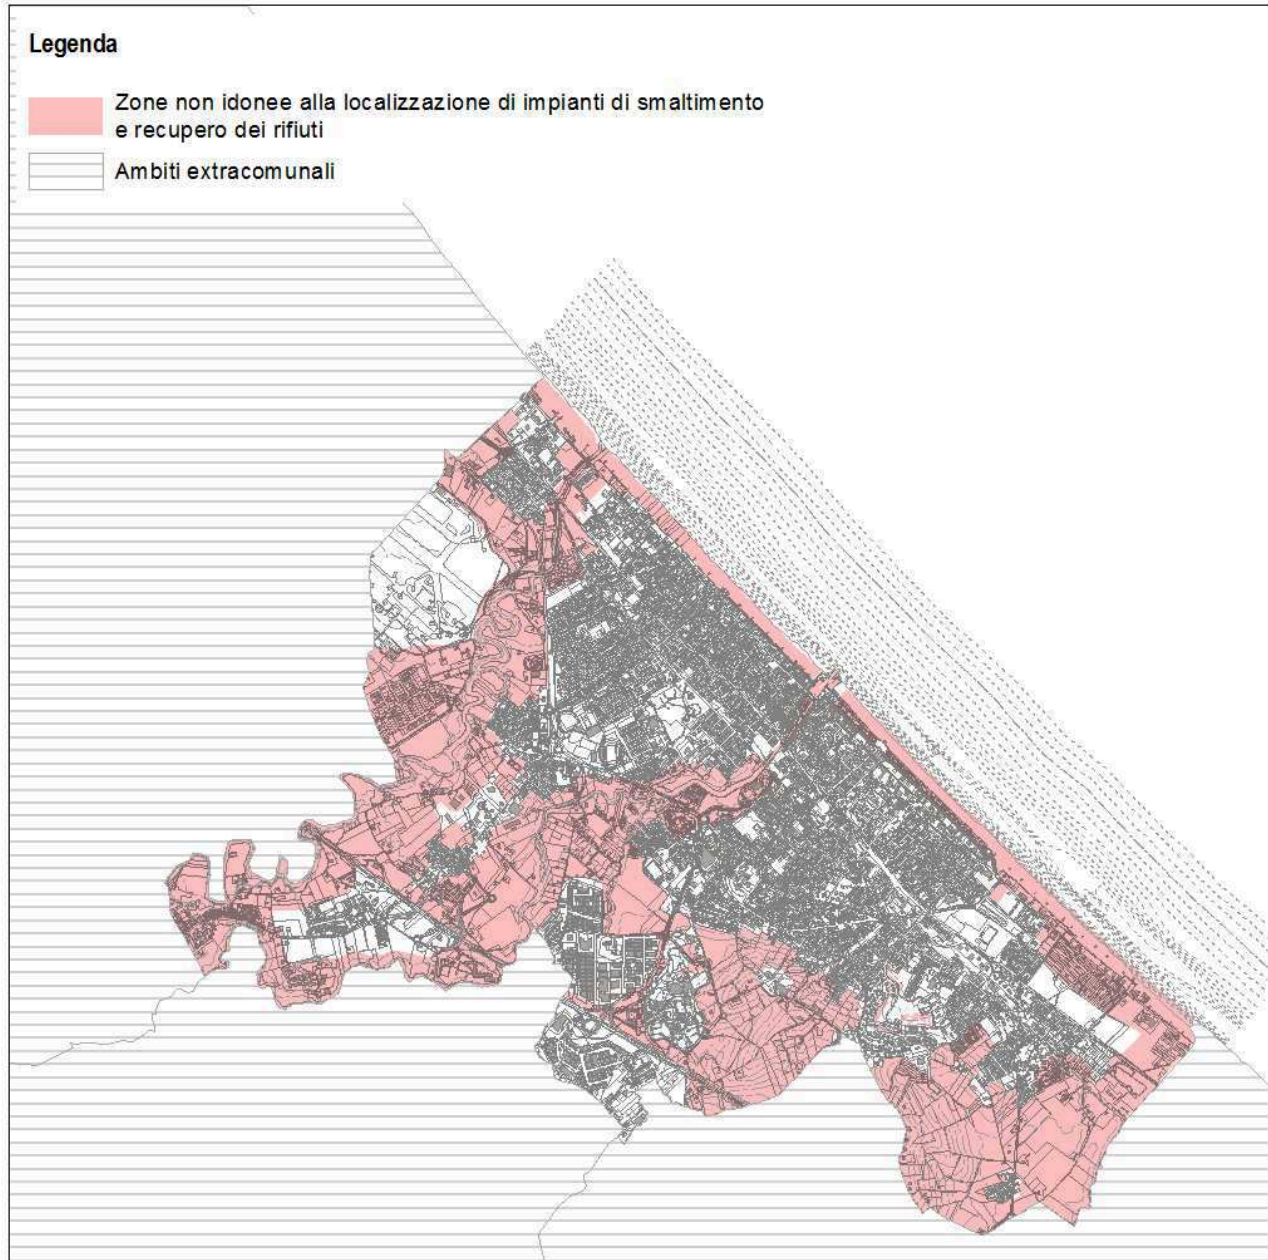 Legenda
Zone non idonee alla localizzazione di impianti di smaltimento
e recupero dei rifiuti
Ambiti extracomunali